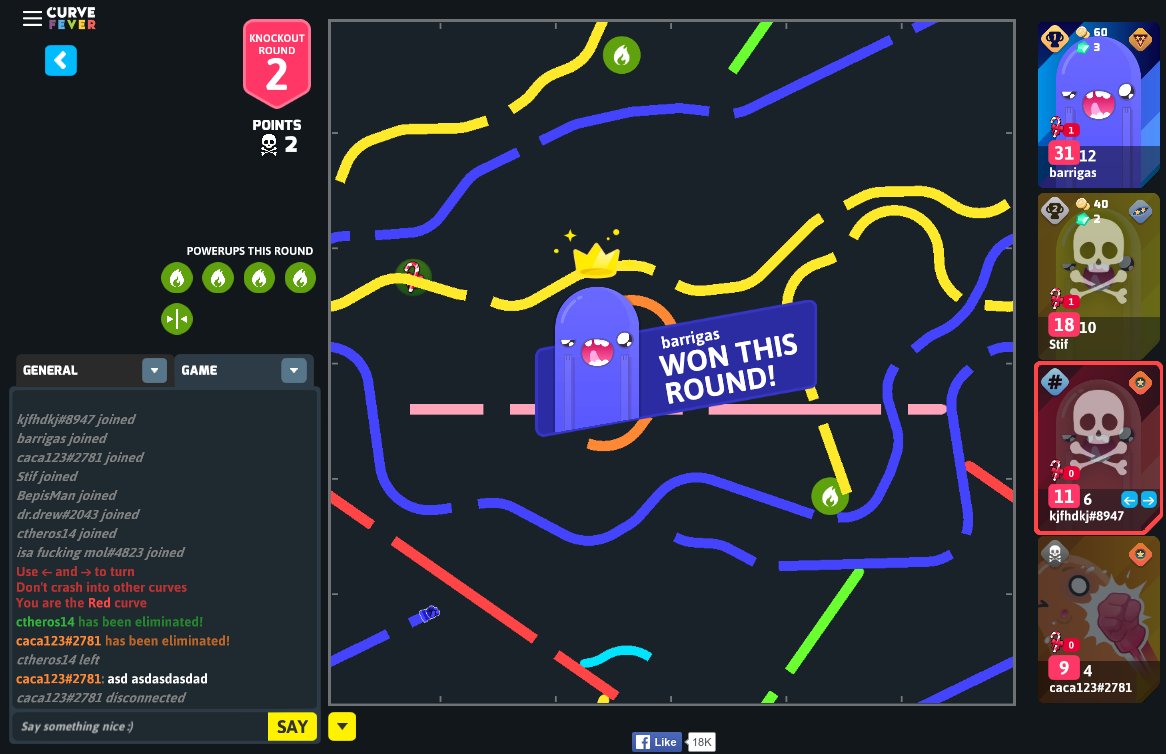 CURVE
FEVER
KNOCKOUT
ROUND
2
POINTS
2
POWERUPS THIS ROUND
GENERAL
GAME
kjfhdkj#8947 joined
barrigas joined
caca123#2781 joined
Stif joined
BepisMan joined
dr.drew#2043 joined
ctheros14 joined
isa fucking mol#4823 joined
Use ← and → to turn
Don't crash into other curves
You are the Red curve
ctheros14 has been eliminated!
caca123#2781 has been eliminated!
ctheros14 left
caca123#2781: asd asdasdasdad
caca123#2781 disconnected
Say something nice :)
SAY
barrigas
WON THIS
ROUND!
Like
18K
1
60
3
1
31 12
barrigas
2
40
2
1
18 10
Stif
#
0
11 6
← →
kjfhdkj#8947
0
9 4
caca123#2781